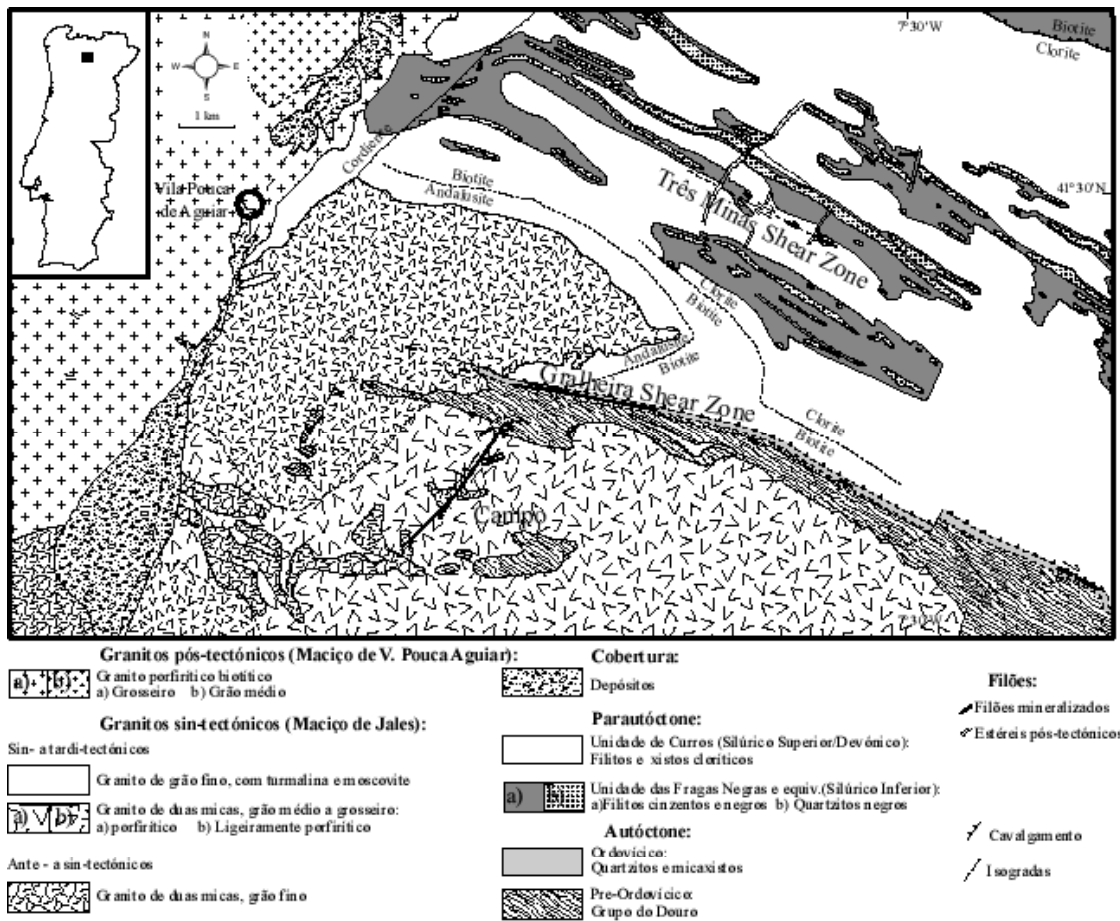 7°30'W
Biotite
Clorite
N
W E
S
1 km
Cordierite
Vila Pouca
de Aguiar
41°30'N
Biotite
Andalusite
Três Minas Shear Zone
Clorite
Biotite
Andalusite
Biotite
Gralheira Shear Zone
Clorite
Biotite
Campo
7°30'W
Granitos pós-tectónicos (Maciço de V. Pouca Aguiar):
a) b)
Granito porfirítico biotítico
a) Grosseiro b) Grão médio
Granitos sin-tectónicos (Maciço de Jales):
Sin- a tardi-tectónicos
Granito de grão fino, com turmalina e moscovite
a) b)
Granito de duas micas, grão médio a grosseiro:
a) porfirítico b) Ligeiramente porfirítico
Ante - a sin-tectónicos
Granito de duas micas, grão fino
Cobertura:
Depósitos
Parautóctone:
Unidade de Curros (Silúrico Superior/Devónico):
Filitos e xistos cloríticos
a) b)
Unidade das Fragas Negras e equiv.(Silúrico Inferior):
a)Filitos cinzentos e negros b) Quartzitos negros
Autóctone:
Ordovícico:
Quartzitos e micaxistos
Pre-Ordovícico:
Grupo do Douro
Filões:
Filões mineralizados
Estéreis pós-tectónicos
Cavalgamento
Isogradas